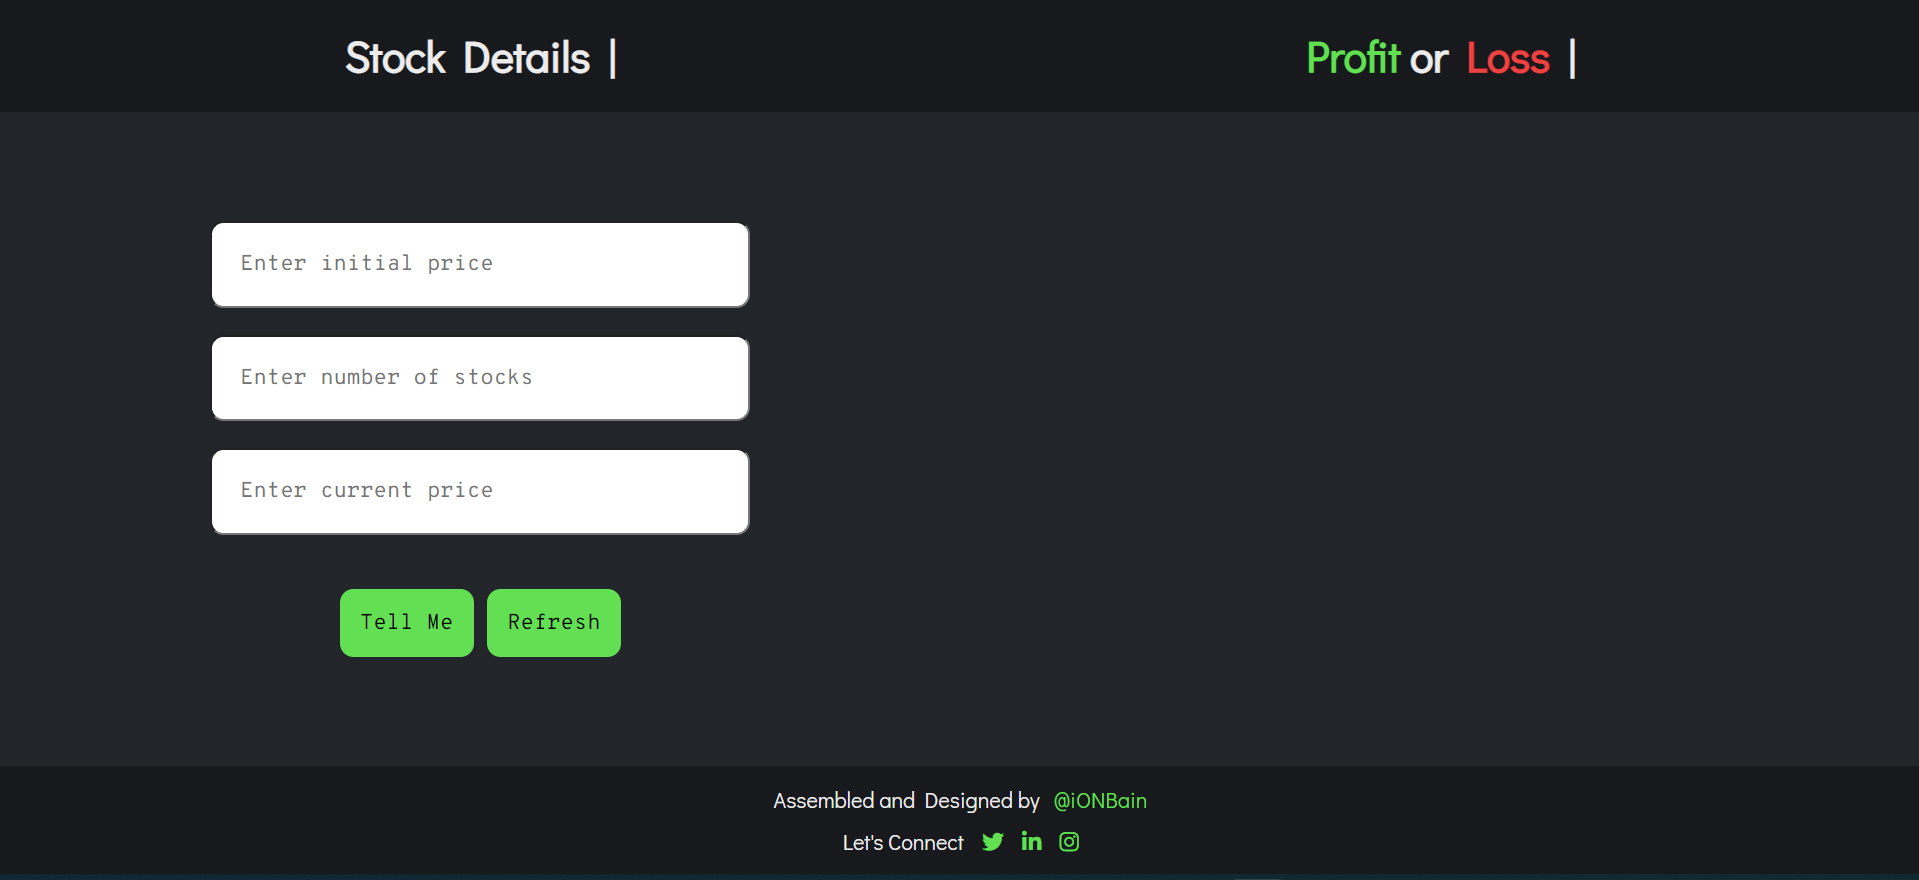 Stock Details |
Profit or Loss |
Enter initial price
Enter number of stocks
Enter current price
Tell Me
Refresh
Assembled and Designed by @iONBain
Let's Connect